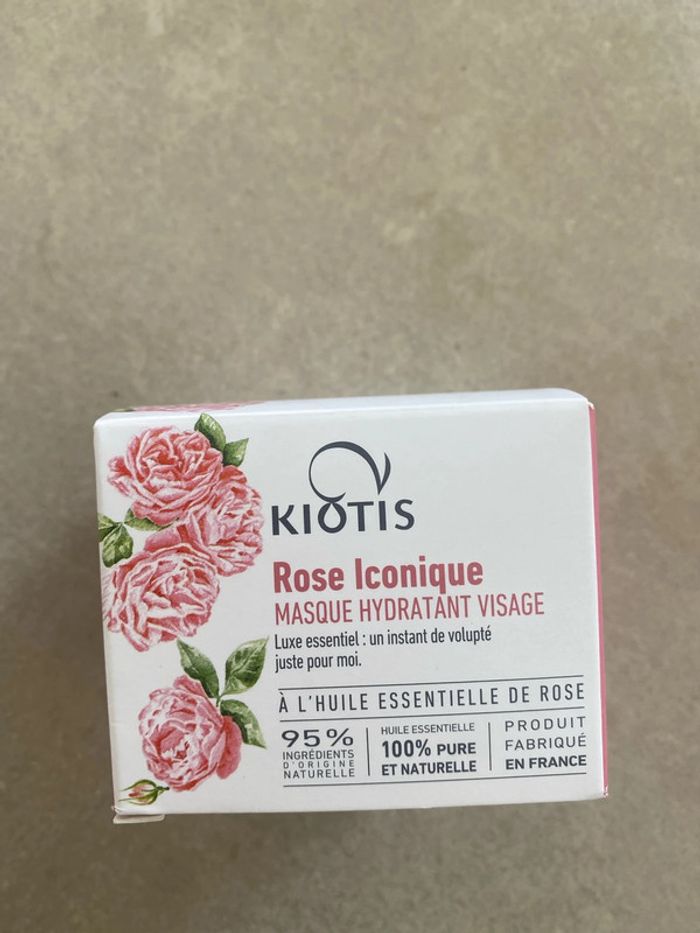 KIOTIS
Rose Iconique
MASQUE HYDRATANT VISAGE
Luxe essentiel : un instant de volupté
juste pour moi.
À L'HUILE ESSENTIELLE DE ROSE
95%
INGRÉDIENTS
D'ORIGINE
NATURELLE
HUILE ESSENTIELLE
100% PURE
ET NATURELLE
PRODUIT
FABRIQUÉ
EN FRANCE